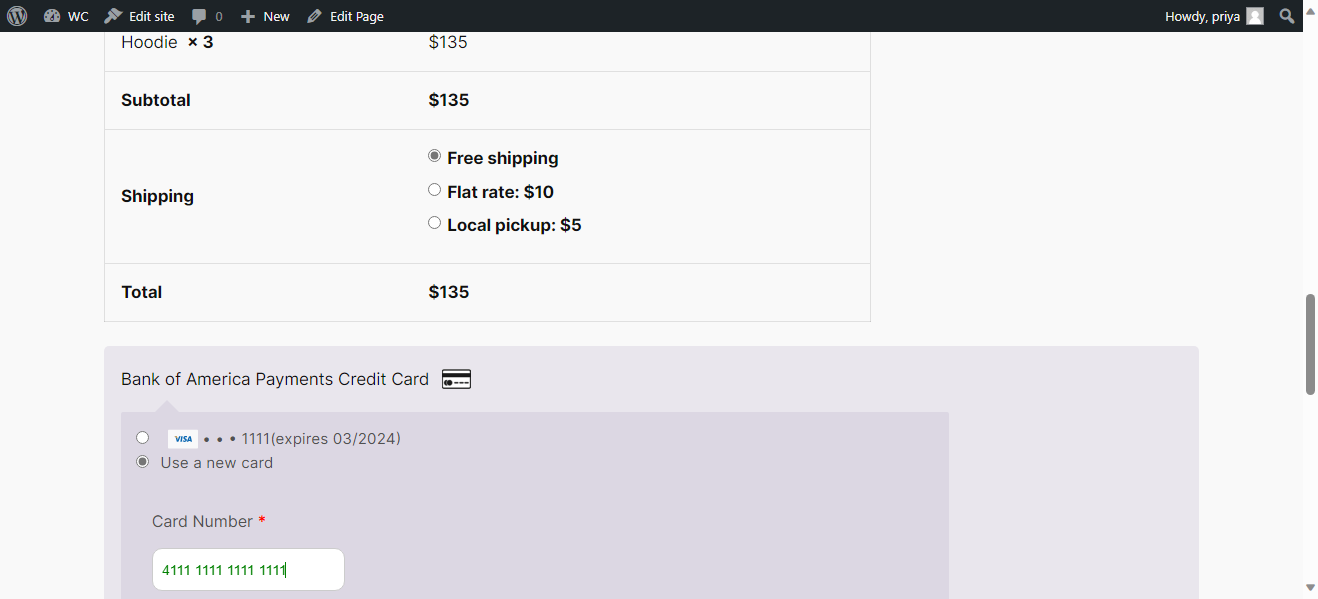 WC Edit site 0 New Edit Page Howdy, priya
Hoodie × 3 $135
Subtotal $135
Free shipping
Flat rate: $10
Shipping
Local pickup: $5
Total $135
Bank of America Payments Credit Card
VISA • • • 1111(expires 03/2024)
Use a new card
Card Number *
4111 1111 1111 1111